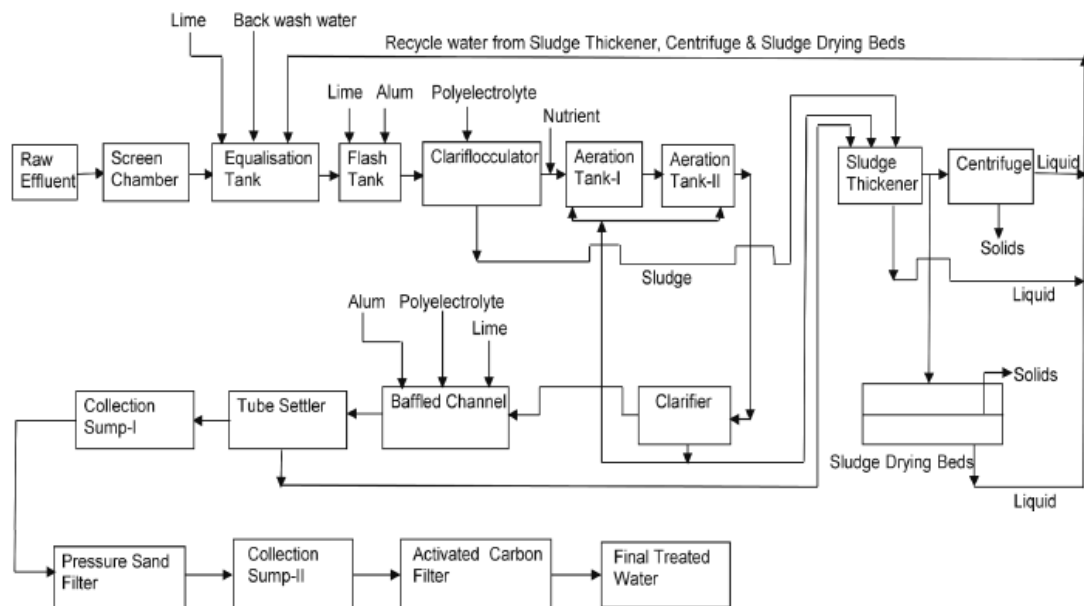 Lime
Back wash water
Recycle water from Sludge Thickener, Centrifuge & Sludge Drying Beds
Lime
Alum
Polyelectrolyte
Nutrient
Raw
Effluent
Screen
Chamber
Equalisation
Tank
Flash
Tank
Clariflocculator
Aeration
Tank-I
Aeration
Tank-II
Sludge
Thickener
Centrifuge
Liquid
Solids
Sludge
Liquid
Alum
Polyelectrolyte
Lime
Solids
Collection
Sump-I
Tube Settler
Baffled Channel
Clarifier
Sludge Drying Beds
Liquid
Pressure Sand
Filter
Collection
Sump-II
Activated Carbon
Filter
Final Treated
Water